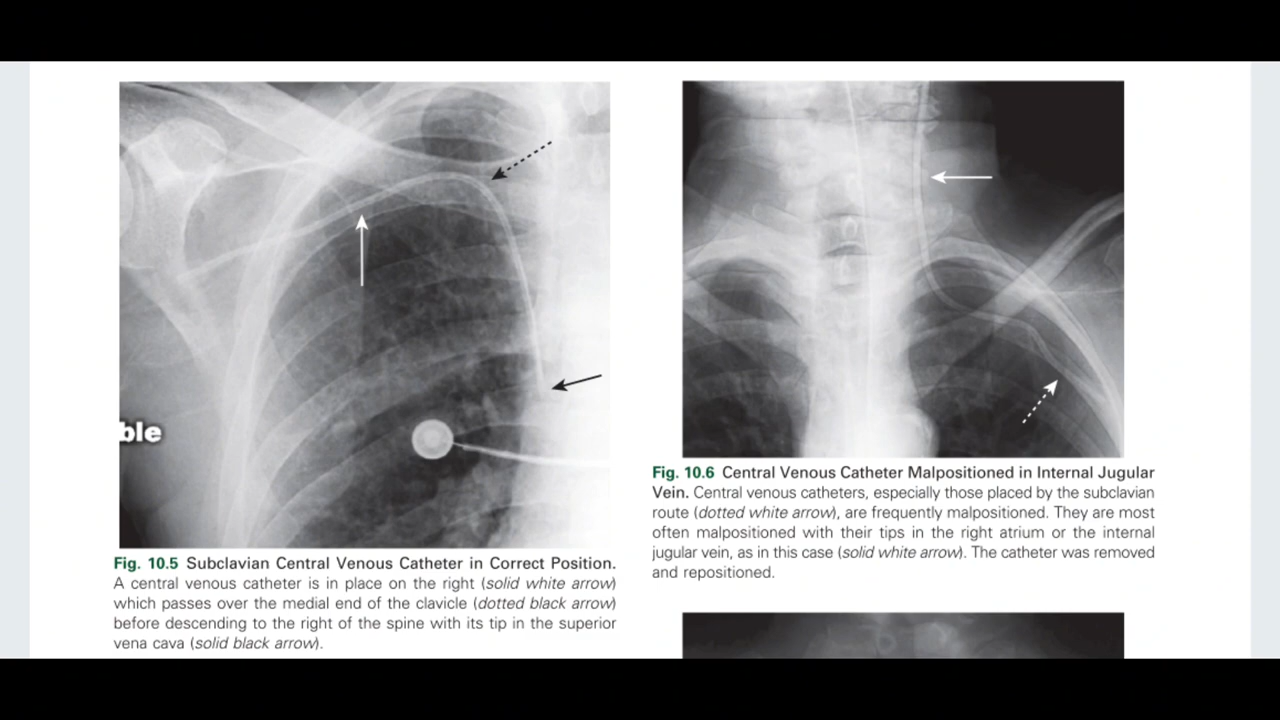 ble
Fig. 10.5 Subclavian Central Venous Catheter in Correct Position.
A central venous catheter is in place on the right (solid white arrow)
which passes over the medial end of the clavicle (dotted black arrow)
before descending to the right of the spine with its tip in the superior
vena cava (solid black arrow).
Fig. 10.6 Central Venous Catheter Malpositioned in Internal Jugular
Vein. Central venous catheters, especially those placed by the subclavian
route (dotted white arrow), are frequently malpositioned. They are most
often malpositioned with their tips in the right atrium or the internal
jugular vein, as in this case (solid white arrow). The catheter was removed
and repositioned.